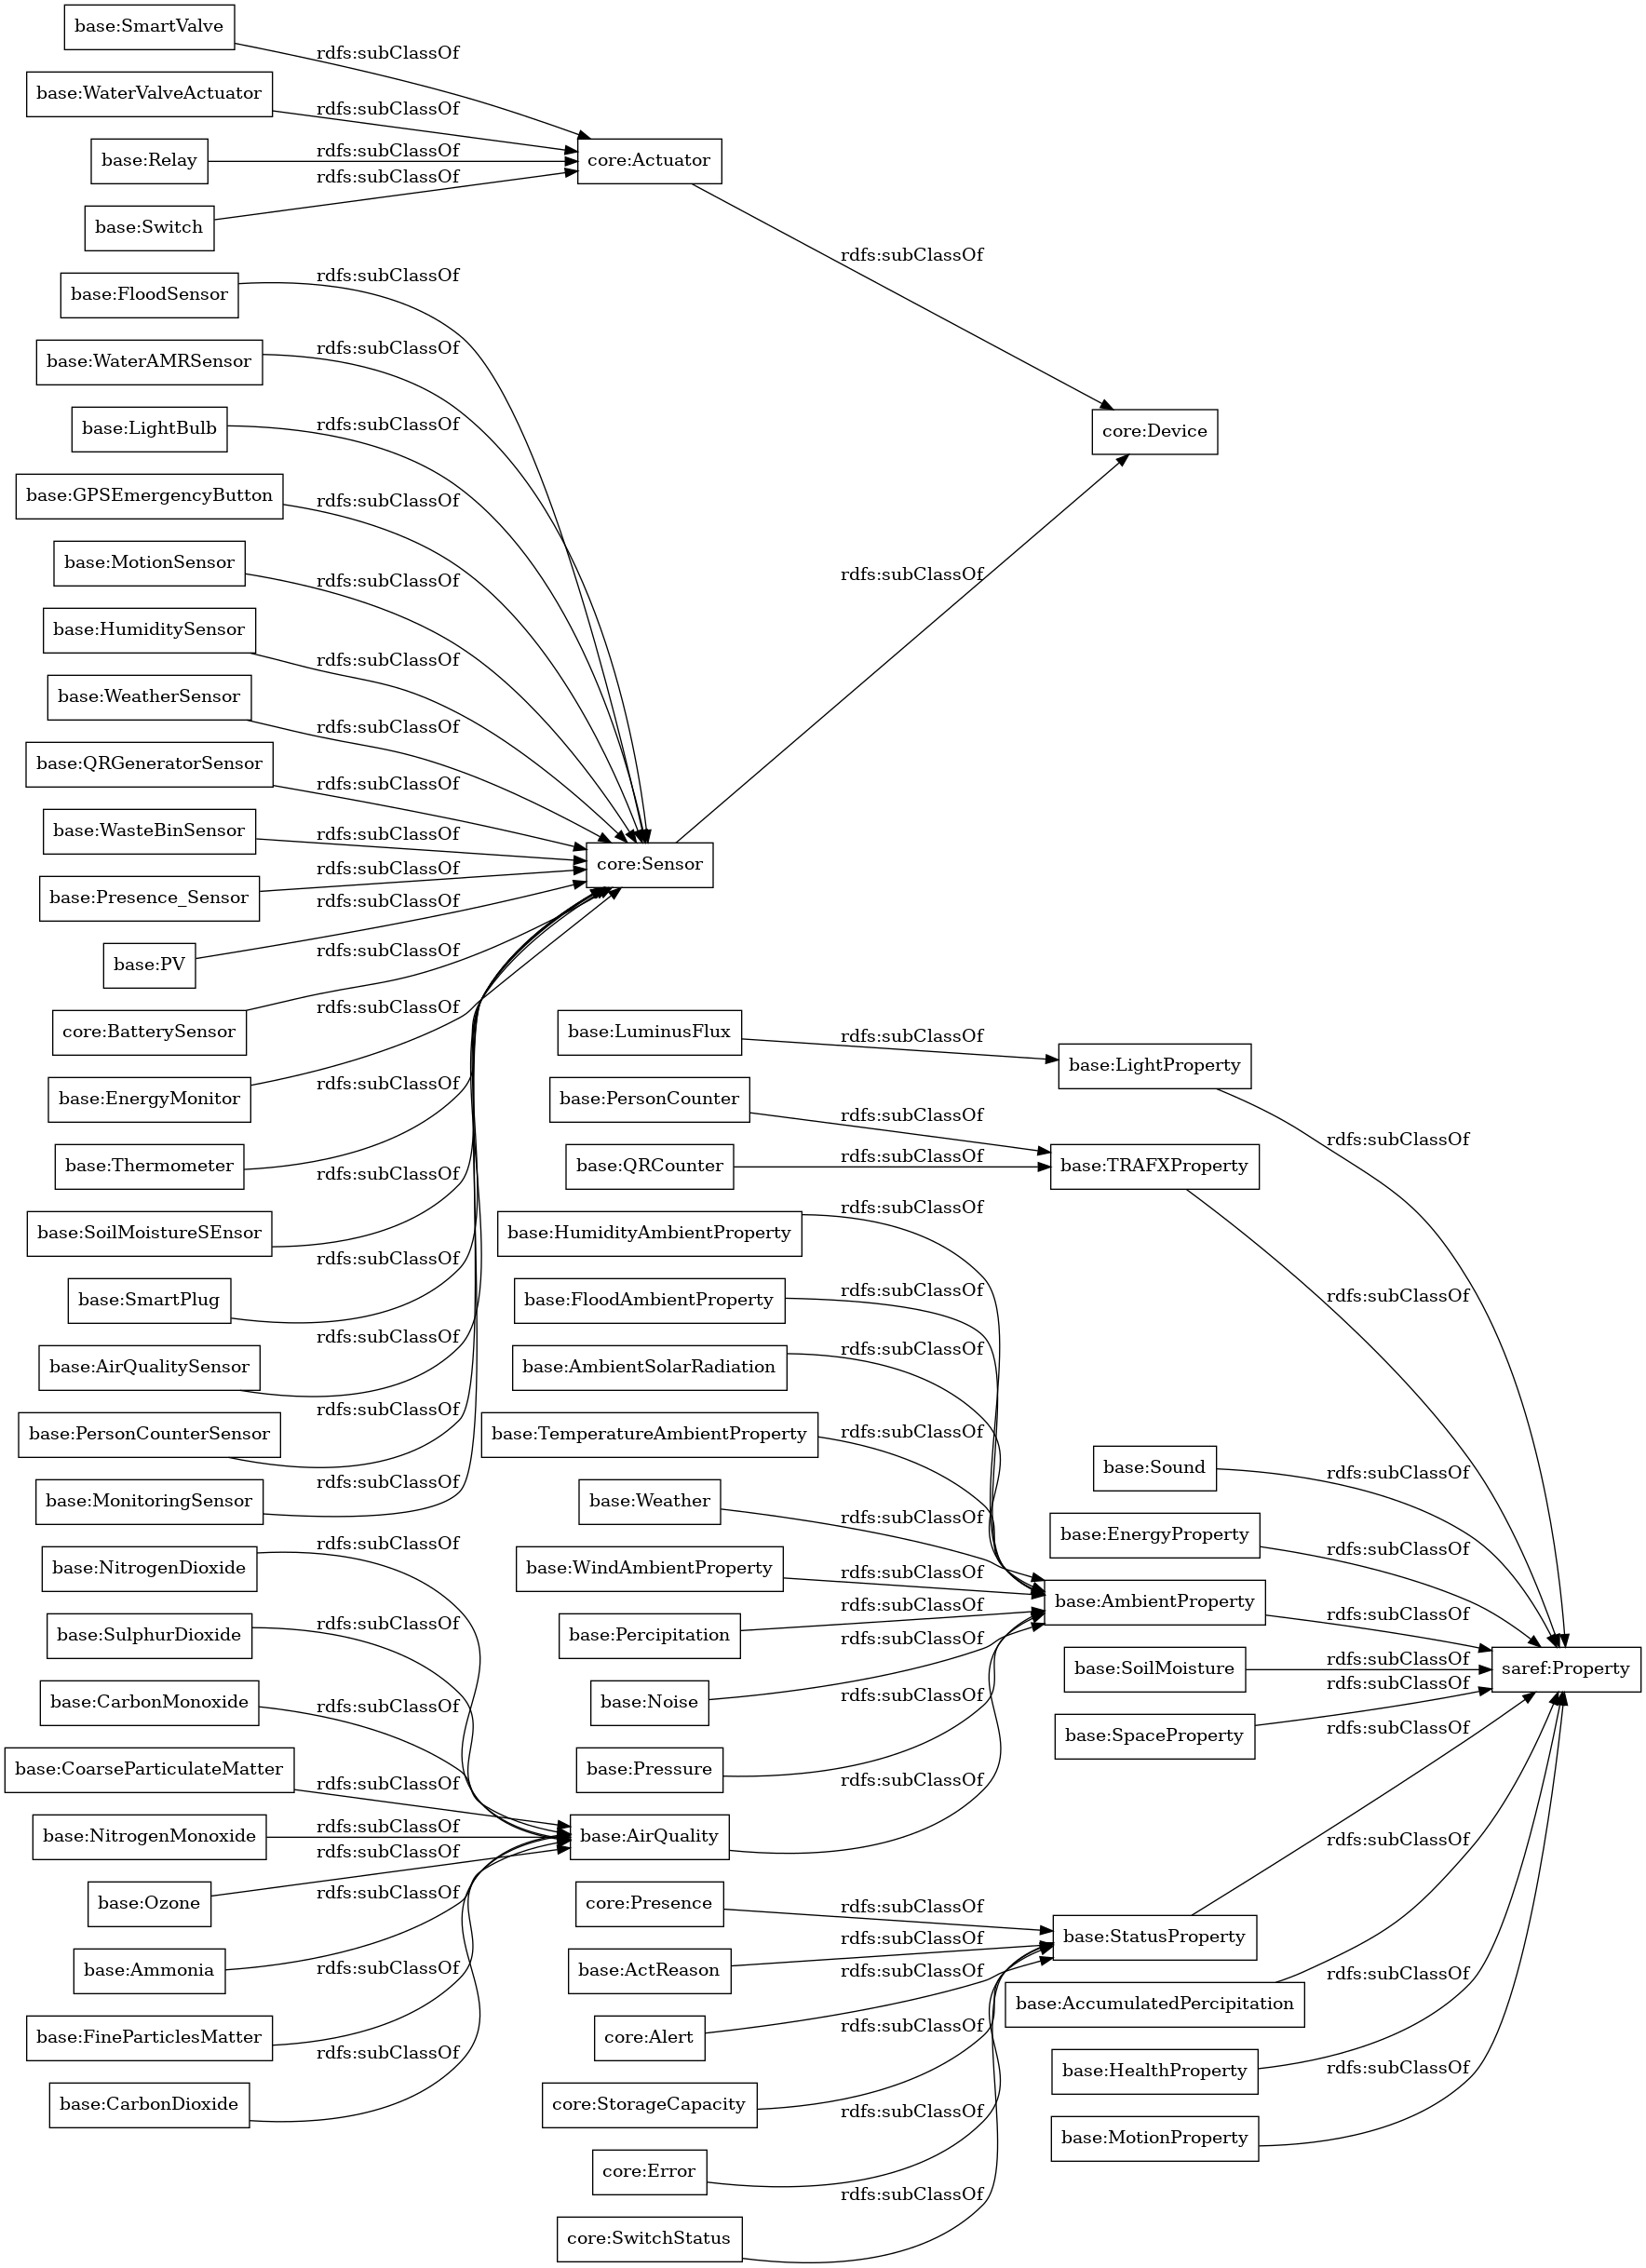 base:SmartValve
rdfs:subClassOf
base:WaterValveActuator
rdfs:subClassOf
base:Relay
rdfs:subClassOf
core:Actuator
rdfs:subClassOf
base:Switch
rdfs:subClassOf
base:FloodSensor
rdfs:subClassOf
base:WaterAMRSensor
rdfs:subClassOf
base:LightBulb
rdfs:subClassOf
core:Device
base:GPSEmergencyButton
rdfs:subClassOf
base:MotionSensor
rdfs:subClassOf
rdfs:subClassOf
base:HumiditySensor
rdfs:subClassOf
base:WeatherSensor
rdfs:subClassOf
base:QRGeneratorSensor
rdfs:subClassOf
base:WasteBinSensor
rdfs:subClassOf
core:Sensor
base:Presence_Sensor
rdfs:subClassOf
base:PV
rdfs:subClassOf
core:BatterySensor
rdfs:subClassOf
base:EnergyMonitor
rdfs:subClassOf
base:Thermometer
rdfs:subClassOf
base:SoilMoistureSEnsor
rdfs:subClassOf
base:SmartPlug
rdfs:subClassOf
base:AirQualitySensor
rdfs:subClassOf
base:PersonCounterSensor
rdfs:subClassOf
base:MonitoringSensor
rdfs:subClassOf
base:LuminusFlux
rdfs:subClassOf
base:LightProperty
rdfs:subClassOf
base:PersonCounter
rdfs:subClassOf
base:QRCounter
rdfs:subClassOf
base:TRAFXProperty
rdfs:subClassOf
base:HumidityAmbientProperty
rdfs:subClassOf
base:FloodAmbientProperty
rdfs:subClassOf
base:AmbientSolarRadiation
rdfs:subClassOf
base:TemperatureAmbientProperty
rdfs:subClassOf
base:Weather
rdfs:subClassOf
base:WindAmbientProperty
rdfs:subClassOf
base:Percipitation
rdfs:subClassOf
base:Noise
rdfs:subClassOf
base:Pressure
rdfs:subClassOf
base:Sound
rdfs:subClassOf
base:EnergyProperty
rdfs:subClassOf
base:AmbientProperty
rdfs:subClassOf
base:SoilMoisture
rdfs:subClassOf
saref:Property
base:SpaceProperty
rdfs:subClassOf
base:NitrogenDioxide
rdfs:subClassOf
base:SulphurDioxide
rdfs:subClassOf
base:CarbonMonoxide
rdfs:subClassOf
base:CoarseParticulateMatter
rdfs:subClassOf
base:NitrogenMonoxide
rdfs:subClassOf
base:AirQuality
rdfs:subClassOf
base:Ozone
rdfs:subClassOf
base:Ammonia
rdfs:subClassOf
base:FineParticlesMatter
rdfs:subClassOf
base:CarbonDioxide
rdfs:subClassOf
core:Presence
rdfs:subClassOf
base:ActReason
rdfs:subClassOf
base:StatusProperty
rdfs:subClassOf
core:Alert
rdfs:subClassOf
core:StorageCapacity
rdfs:subClassOf
core:Error
rdfs:subClassOf
core:SwitchStatus
rdfs:subClassOf
base:AccumulatedPercipitation
rdfs:subClassOf
base:HealthProperty
rdfs:subClassOf
base:MotionProperty
rdfs:subClassOf